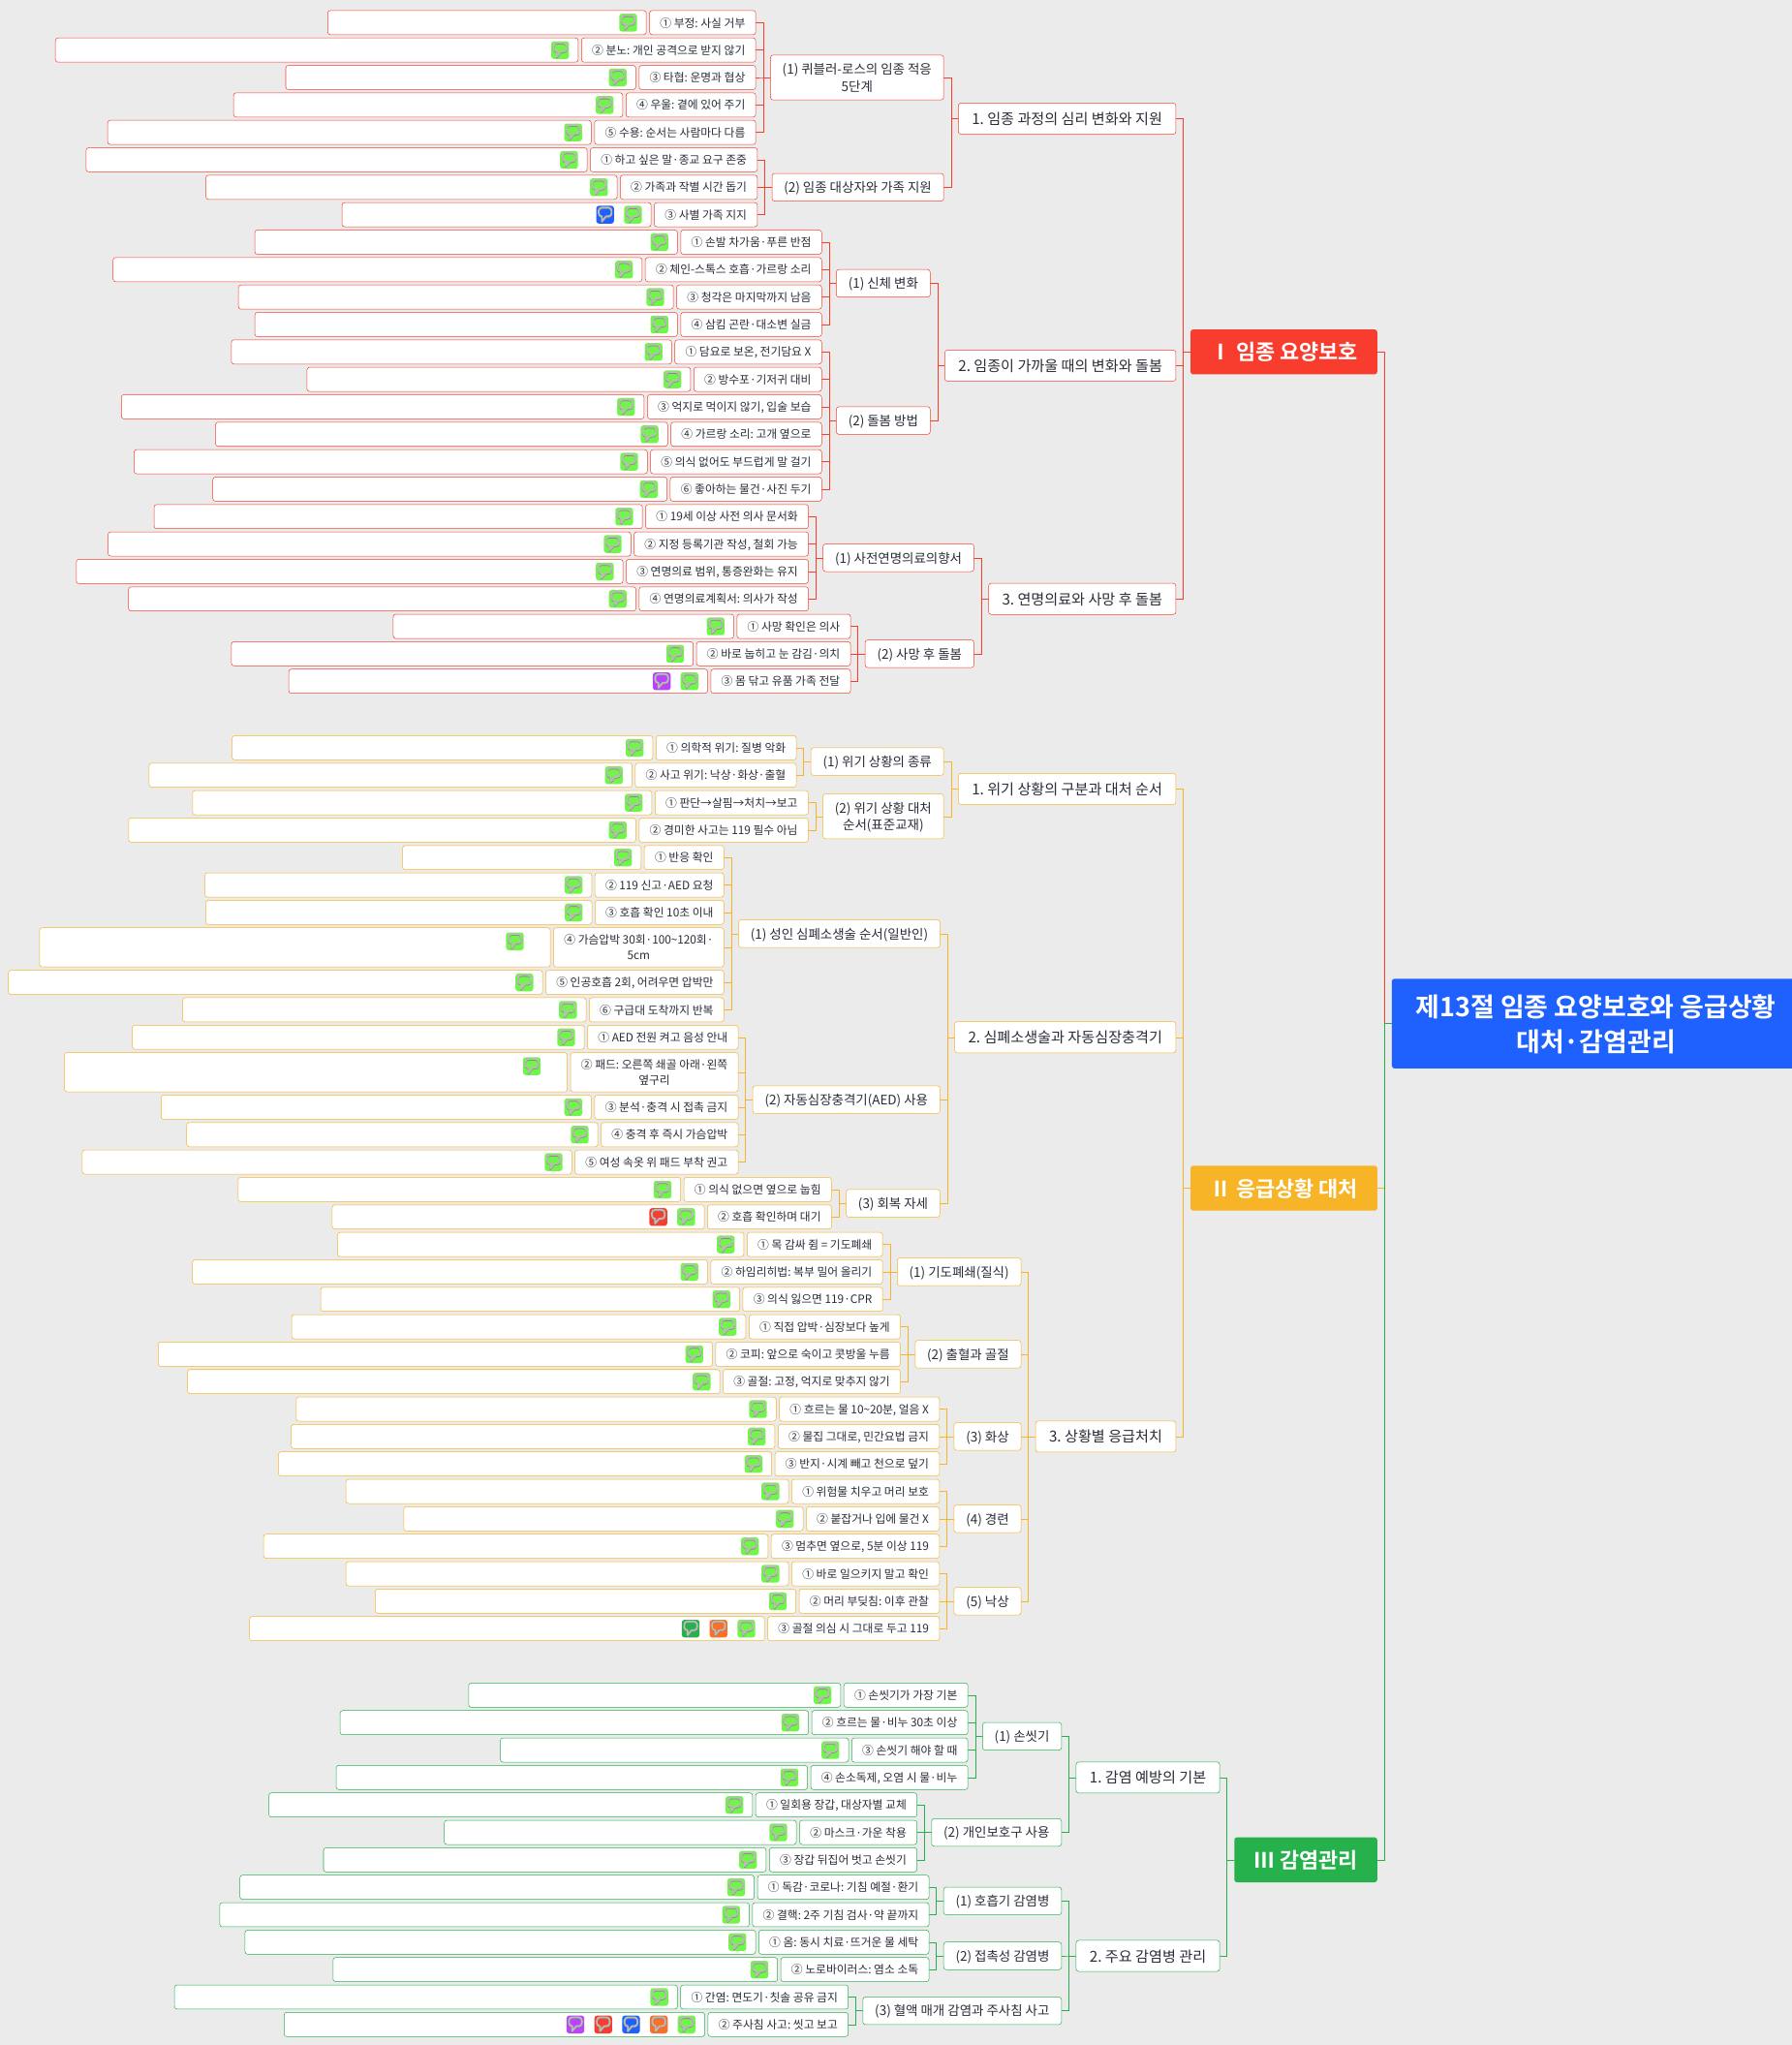 제13절 임종 요양보호와 응급상황
대처·감염관리
Ⅰ 임종 요양보호
1. 임종 과정의 심리 변화와 지원
(1) 퀴블러-로스의 임종 적응
5단계
① 부정: 사실 거부
② 분노: 개인 공격으로 받지 않기
③ 타협: 운명과 협상
④ 우울: 곁에 있어 주기
⑤ 수용: 순서는 사람마다 다름
(2) 임종 대상자와 가족 지원
① 하고 싶은 말·종교 요구 존중
② 가족과 작별 시간 돕기
③ 사별 가족 지지
2. 임종이 가까울 때의 변화와 돌봄
(1) 신체 변화
① 손발 차가움·푸른 반점
② 체인-스톡스 호흡·가르랑 소리
③ 청각은 마지막까지 남음
④ 삼킴 곤란·대소변 실금
(2) 돌봄 방법
① 담요로 보온, 전기담요 X
② 방수포·기저귀 대비
③ 억지로 먹이지 않기, 입술 보습
④ 가르랑 소리: 고개 옆으로
⑤ 의식 없어도 부드럽게 말 걸기
⑥ 좋아하는 물건·사진 두기
3. 연명의료와 사망 후 돌봄
(1) 사전연명의료의향서
① 19세 이상 사전 의사 문서화
② 지정 등록기관 작성, 철회 가능
③ 연명의료 범위, 통증완화는 유지
④ 연명의료계획서: 의사가 작성
(2) 사망 후 돌봄
① 사망 확인은 의사
② 바로 눕히고 눈 감김·의치
③ 몸 닦고 유품 가족 전달
Ⅱ 응급상황 대처
1. 위기 상황의 구분과 대처 순서
(1) 위기 상황의 종류
① 의학적 위기: 질병 악화
② 사고 위기: 낙상·화상·출혈
(2) 위기 상황 대처
순서(표준교재)
① 판단→살핌→처치→보고
② 경미한 사고는 119 필수 아님
2. 심폐소생술과 자동심장충격기
(1) 성인 심폐소생술 순서(일반인)
① 반응 확인
② 119 신고·AED 요청
③ 호흡 확인 10초 이내
④ 가슴압박 30회·100~120회·
5cm
⑤ 인공호흡 2회, 어려우면 압박만
⑥ 구급대 도착까지 반복
(2) 자동심장충격기(AED) 사용
① AED 전원 켜고 음성 안내
② 패드: 오른쪽 쇄골 아래·왼쪽
옆구리
③ 분석·충격 시 접촉 금지
④ 충격 후 즉시 가슴압박
⑤ 여성 속옷 위 패드 부착 권고
(3) 회복 자세
① 의식 없으면 옆으로 눕힘
② 호흡 확인하며 대기
3. 상황별 응급처치
(1) 기도폐쇄(질식)
① 목 감싸 쥠 = 기도폐쇄
② 하임리히법: 복부 밀어 올리기
③ 의식 잃으면 119·CPR
(2) 출혈과 골절
① 직접 압박·심장보다 높게
② 코피: 앞으로 숙이고 콧방울 누름
③ 골절: 고정, 억지로 맞추지 않기
(3) 화상
① 흐르는 물 10~20분, 얼음 X
② 물집 그대로, 민간요법 금지
③ 반지·시계 빼고 천으로 덮기
(4) 경련
① 위험물 치우고 머리 보호
② 붙잡거나 입에 물건 X
③ 멈추면 옆으로, 5분 이상 119
(5) 낙상
① 바로 일으키지 말고 확인
② 머리 부딪침: 이후 관찰
③ 골절 의심 시 그대로 두고 119
Ⅲ 감염관리
1. 감염 예방의 기본
(1) 손씻기
① 손씻기가 가장 기본
② 흐르는 물·비누 30초 이상
③ 손씻기 해야 할 때
④ 손소독제, 오염 시 물·비누
(2) 개인보호구 사용
① 일회용 장갑, 대상자별 교체
② 마스크·가운 착용
③ 장갑 뒤집어 벗고 손씻기
2. 주요 감염병 관리
(1) 호흡기 감염병
① 독감·코로나: 기침 예절·환기
② 결핵: 2주 기침 검사·약 끝까지
(2) 접촉성 감염병
① 옴: 동시 치료·뜨거운 물 세탁
② 노로바이러스: 염소 소독
(3) 혈액 매개 감염과 주사침 사고
① 간염: 면도기·칫솔 공유 금지
② 주사침 사고: 씻고 보고